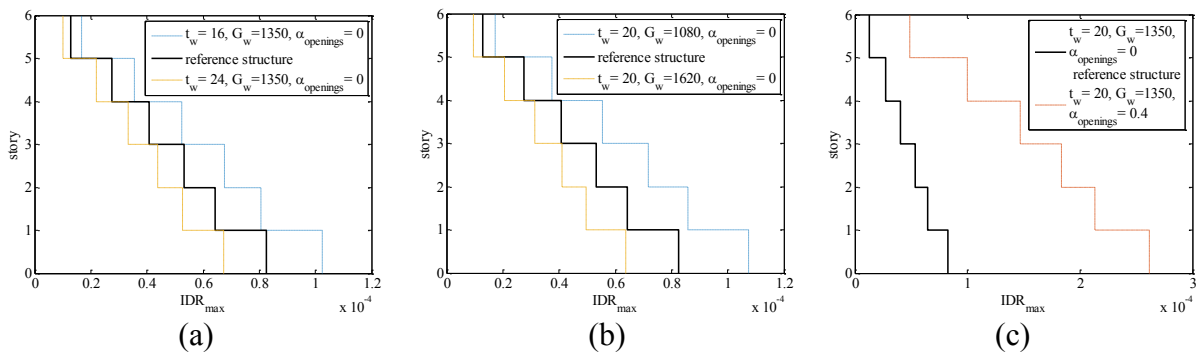 6
5
4
3
2
1
0
story
t_w = 16, G_w=1350, α_openings = 0
reference structure
t_w = 24, G_w=1350, α_openings = 0
0 0.2 0.4 0.6 0.8 1 1.2
IDR_max x 10^-4
(a)
6
5
4
3
2
1
0
story
t_w = 20, G_w=1080, α_openings = 0
reference structure
t_w = 20, G_w=1620, α_openings = 0
0 0.2 0.4 0.6 0.8 1 1.2
IDR_max x 10^-4
(b)
6
5
4
3
2
1
0
story
t_w = 20, G_w=1350,
α_openings = 0
reference structure
t_w = 20, G_w=1350,
α_openings = 0.4
0 1 2 3
IDR_max x 10^-4
(c)